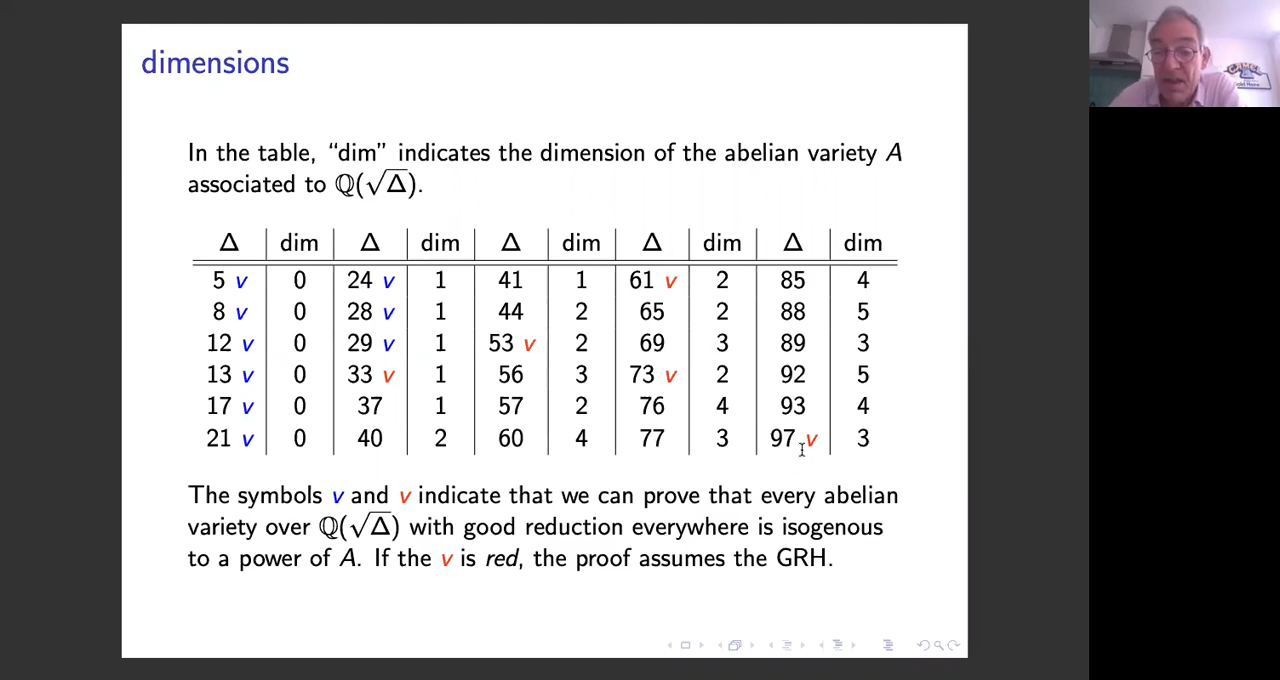 dimensions
In the table, “dim” indicates the dimension of the abelian variety A
associated to ℚ(√Δ).
Δ dim Δ dim Δ dim Δ dim Δ dim
5 v 0 24 v 1 41 1 61 v 2 85 4
8 v 0 28 v 1 44 2 65 2 88 5
12 v 0 29 v 1 53 v 2 69 3 89 3
13 v 0 33 v 1 56 3 73 v 2 92 5
17 v 0 37 1 57 2 76 4 93 4
21 v 0 40 2 60 4 77 3 97 v 3
The symbols v and v indicate that we can prove that every abelian
variety over ℚ(√Δ) with good reduction everywhere is isogenous
to a power of A. If the v is red, the proof assumes the GRH.